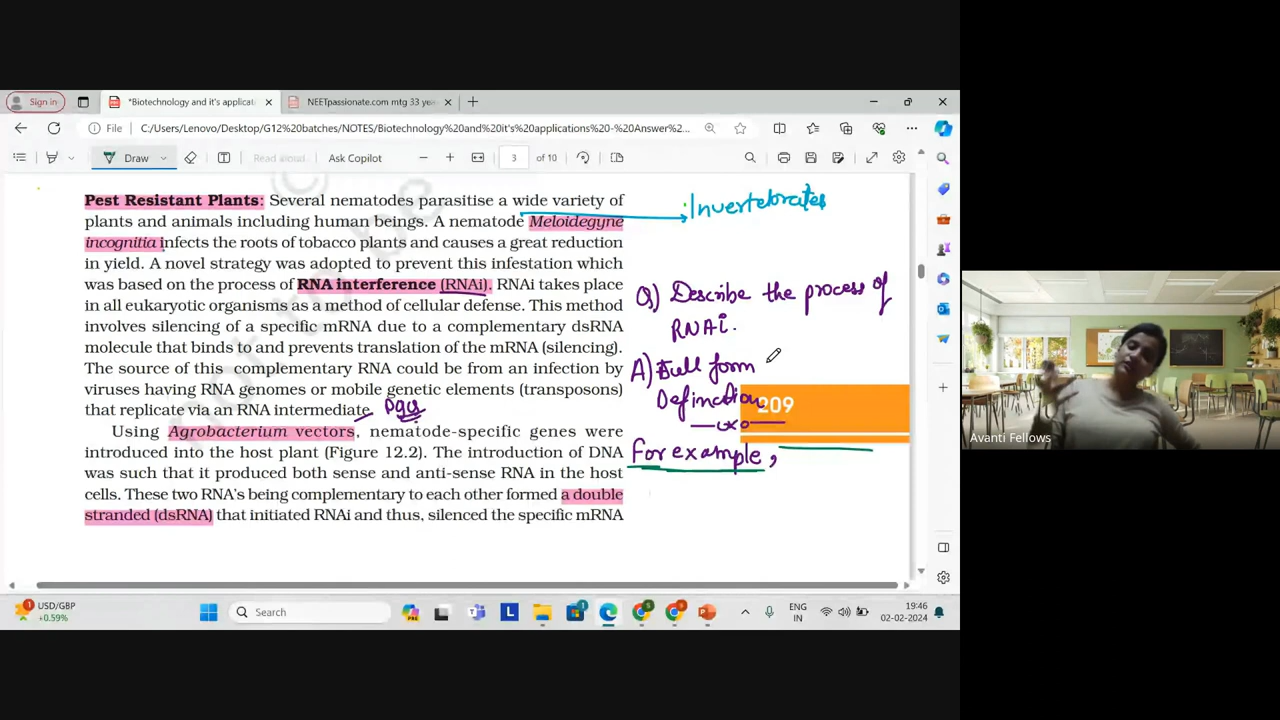 Sign in
*Biotechnology and it's applicati
NEETpassionate.com mtg 33 ye
File
C:/Users/Lenovo/Desktop/G12%20batches/NOTES/Biotechnology%20and%20it's%20applications%20-%20Answer%2...
Draw
Read aloud
Ask Copilot
3
of 10
Pest Resistant Plants: Several nematodes parasitise a wide variety of
plants and animals including human beings. A nematode Meloidegyne
incognitia infects the roots of tobacco plants and causes a great reduction
in yield. A novel strategy was adopted to prevent this infestation which
was based on the process of RNA interference (RNAi). RNAi takes place
in all eukaryotic organisms as a method of cellular defense. This method
involves silencing of a specific mRNA due to a complementary dsRNA
molecule that binds to and prevents translation of the mRNA (silencing).
The source of this complementary RNA could be from an infection by
viruses having RNA genomes or mobile genetic elements (transposons)
that replicate via an RNA intermediate.
Using Agrobacterium vectors, nematode-specific genes were
introduced into the host plant (Figure 12.2). The introduction of DNA
was such that it produced both sense and anti-sense RNA in the host
cells. These two RNA's being complementary to each other formed a double
stranded (dsRNA) that initiated RNAi and thus, silenced the specific mRNA
Invertebrates
Q) Describe the process of
RNAi.
A) Full form
Defination
209
For example,
Avanti Fellows
USD/GBP
+0.59%
Search
ENG
IN
19:46
02-02-2024